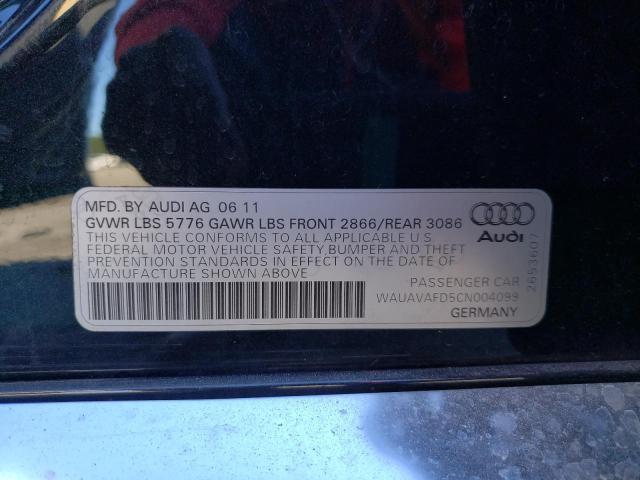 MFD. BY AUDI AG 06 11
GVWR LBS 5776 GAWR LBS FRONT 2866/REAR 3086
THIS VEHICLE CONFORMS TO ALL APPLICABLE U S
FEDERAL MOTOR VEHICLE SAFETY, BUMPER AND THEFT
PREVENTION STANDARDS IN EFFECT ON THE DATE OF
MANUFACTURE SHOWN ABOVE
Audi
2653607
PASSENGER CAR
WAUAVAFD5CN004099
GERMANY